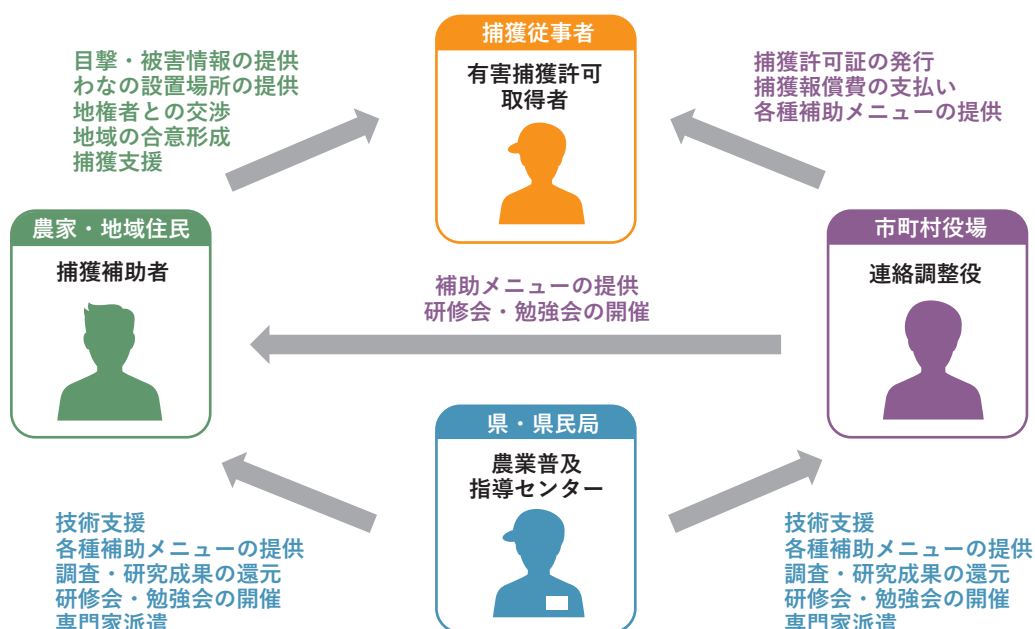 捕獲従事者
有害捕獲許可
取得者
目撃・被害情報の提供
わなの設置場所の提供
地権者との交渉
地域の合意形成
捕獲支援
捕獲許可証の発行
捕獲報償費の支払い
各種補助メニューの提供
農家・地域住民
捕獲補助者
市町村役場
連絡調整役
補助メニューの提供
研修会・勉強会の開催
県・県民局
農業普及
指導センター
技術支援
各種補助メニューの提供
調査・研究成果の還元
研修会・勉強会の開催
専門家派遣
技術支援
各種補助メニューの提供
調査・研究成果の還元
研修会・勉強会の開催
専門家派遣